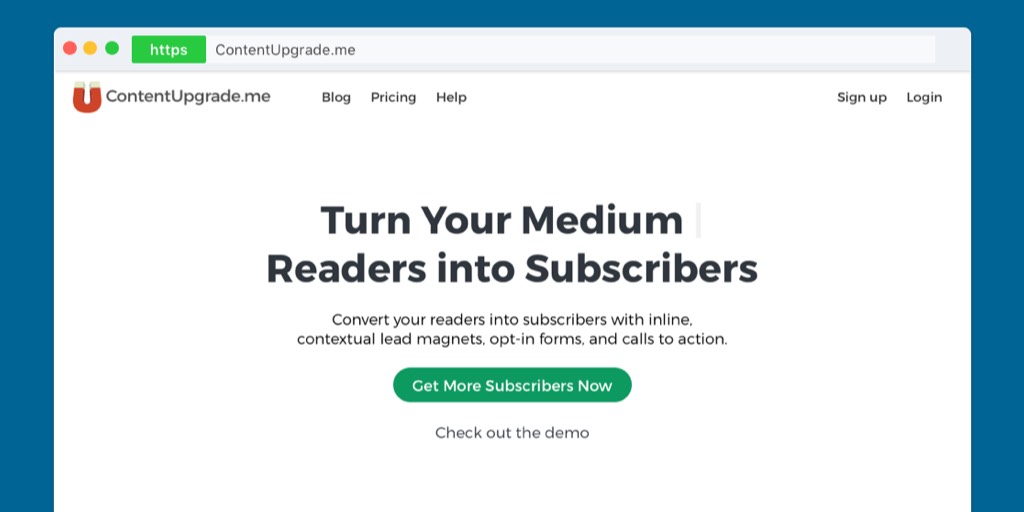 https ContentUpgrade.me
ContentUpgrade.me Blog Pricing Help Sign up Login
Turn Your Medium
Readers into Subscribers
Convert your readers into subscribers with inline,
contextual lead magnets, opt-in forms, and calls to action.
Get More Subscribers Now
Check out the demo